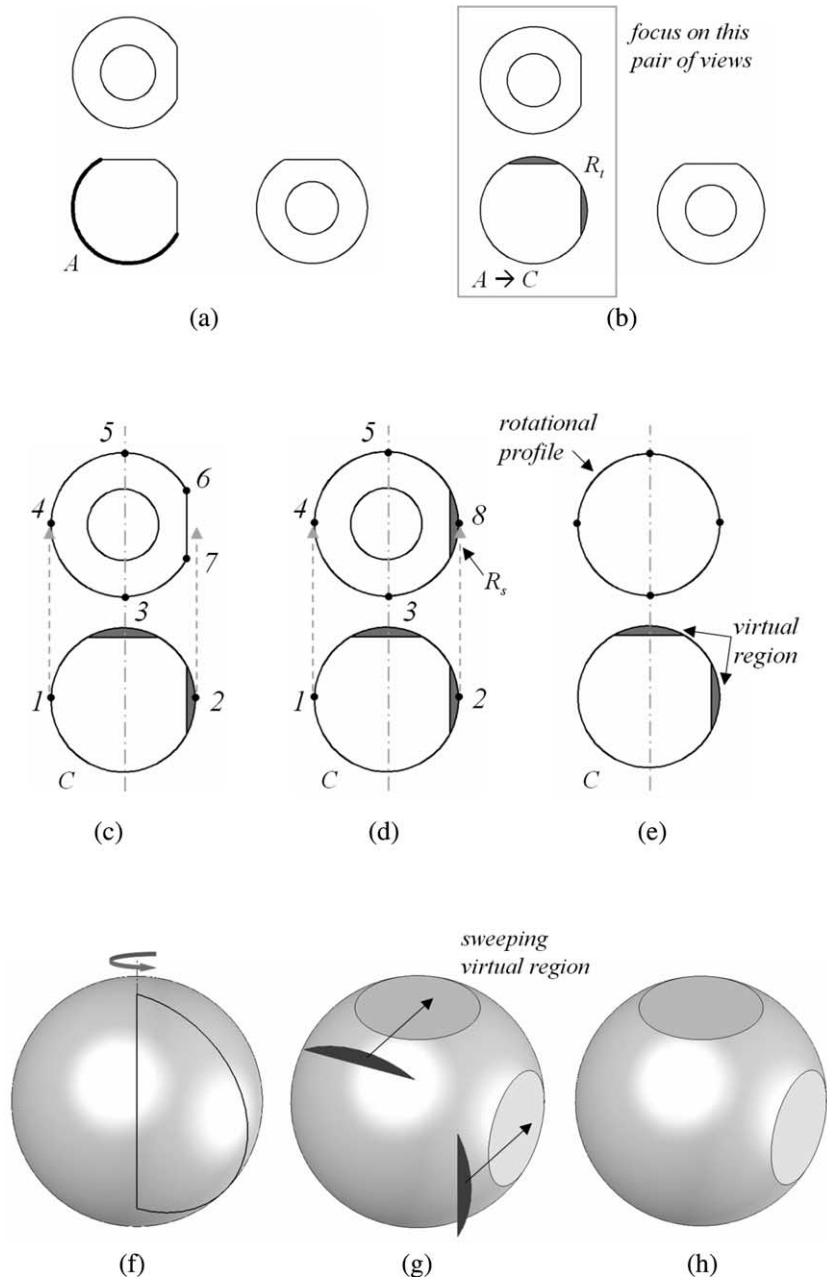 focus on this
pair of views
R_t
A
A → C
(a)
(b)
5
6
4
7
3
1
2
C
(c)
5
4
8
R_s
3
1
2
C
(d)
rotational
profile
virtual
region
C
(e)
sweeping
virtual region
(f)
(g)
(h)